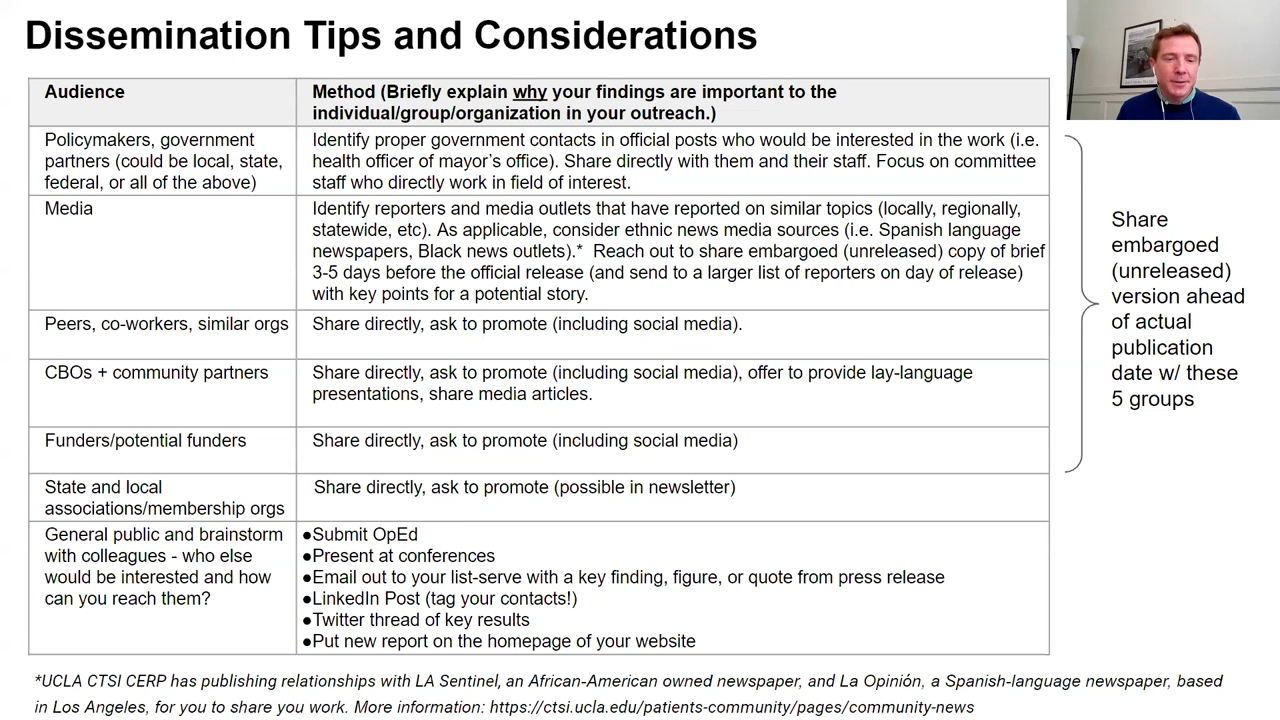 Dissemination Tips and Considerations
Audience
Method (Briefly explain why your findings are important to the
individual/group/organization in your outreach.)
Policymakers, government
partners (could be local, state,
federal, or all of the above)
Identify proper government contacts in official posts who would be interested in the work (i.e.
health officer of mayor's office). Share directly with them and their staff. Focus on committee
staff who directly work in field of interest.
Media
Identify reporters and media outlets that have reported on similar topics (locally, regionally,
statewide, etc). As applicable, consider ethnic news media sources (i.e. Spanish language
newspapers, Black news outlets).* Reach out to share embargoed (unreleased) copy of brief
3-5 days before the official release (and send to a larger list of reporters on day of release)
with key points for a potential story.
Peers, co-workers, similar orgs
Share directly, ask to promote (including social media).
CBOs + community partners
Share directly, ask to promote (including social media), offer to provide lay-language
presentations, share media articles.
Funders/potential funders
Share directly, ask to promote (including social media)
State and local
associations/membership orgs
Share directly, ask to promote (possible in newsletter)
General public and brainstorm
with colleagues - who else
would be interested and how
can you reach them?
●Submit OpEd
●Present at conferences
●Email out to your list-serve with a key finding, figure, or quote from press release
●LinkedIn Post (tag your contacts!)
●Twitter thread of key results
●Put new report on the homepage of your website
Share
embargoed
(unreleased)
version ahead
of actual
publication
date w/ these
5 groups
*UCLA CTSI CERP has publishing relationships with LA Sentinel, an African-American owned newspaper, and La Opinión, a Spanish-language newspaper, based
in Los Angeles, for you to share you work. More information: https://ctsi.ucla.edu/patients-community/pages/community-news